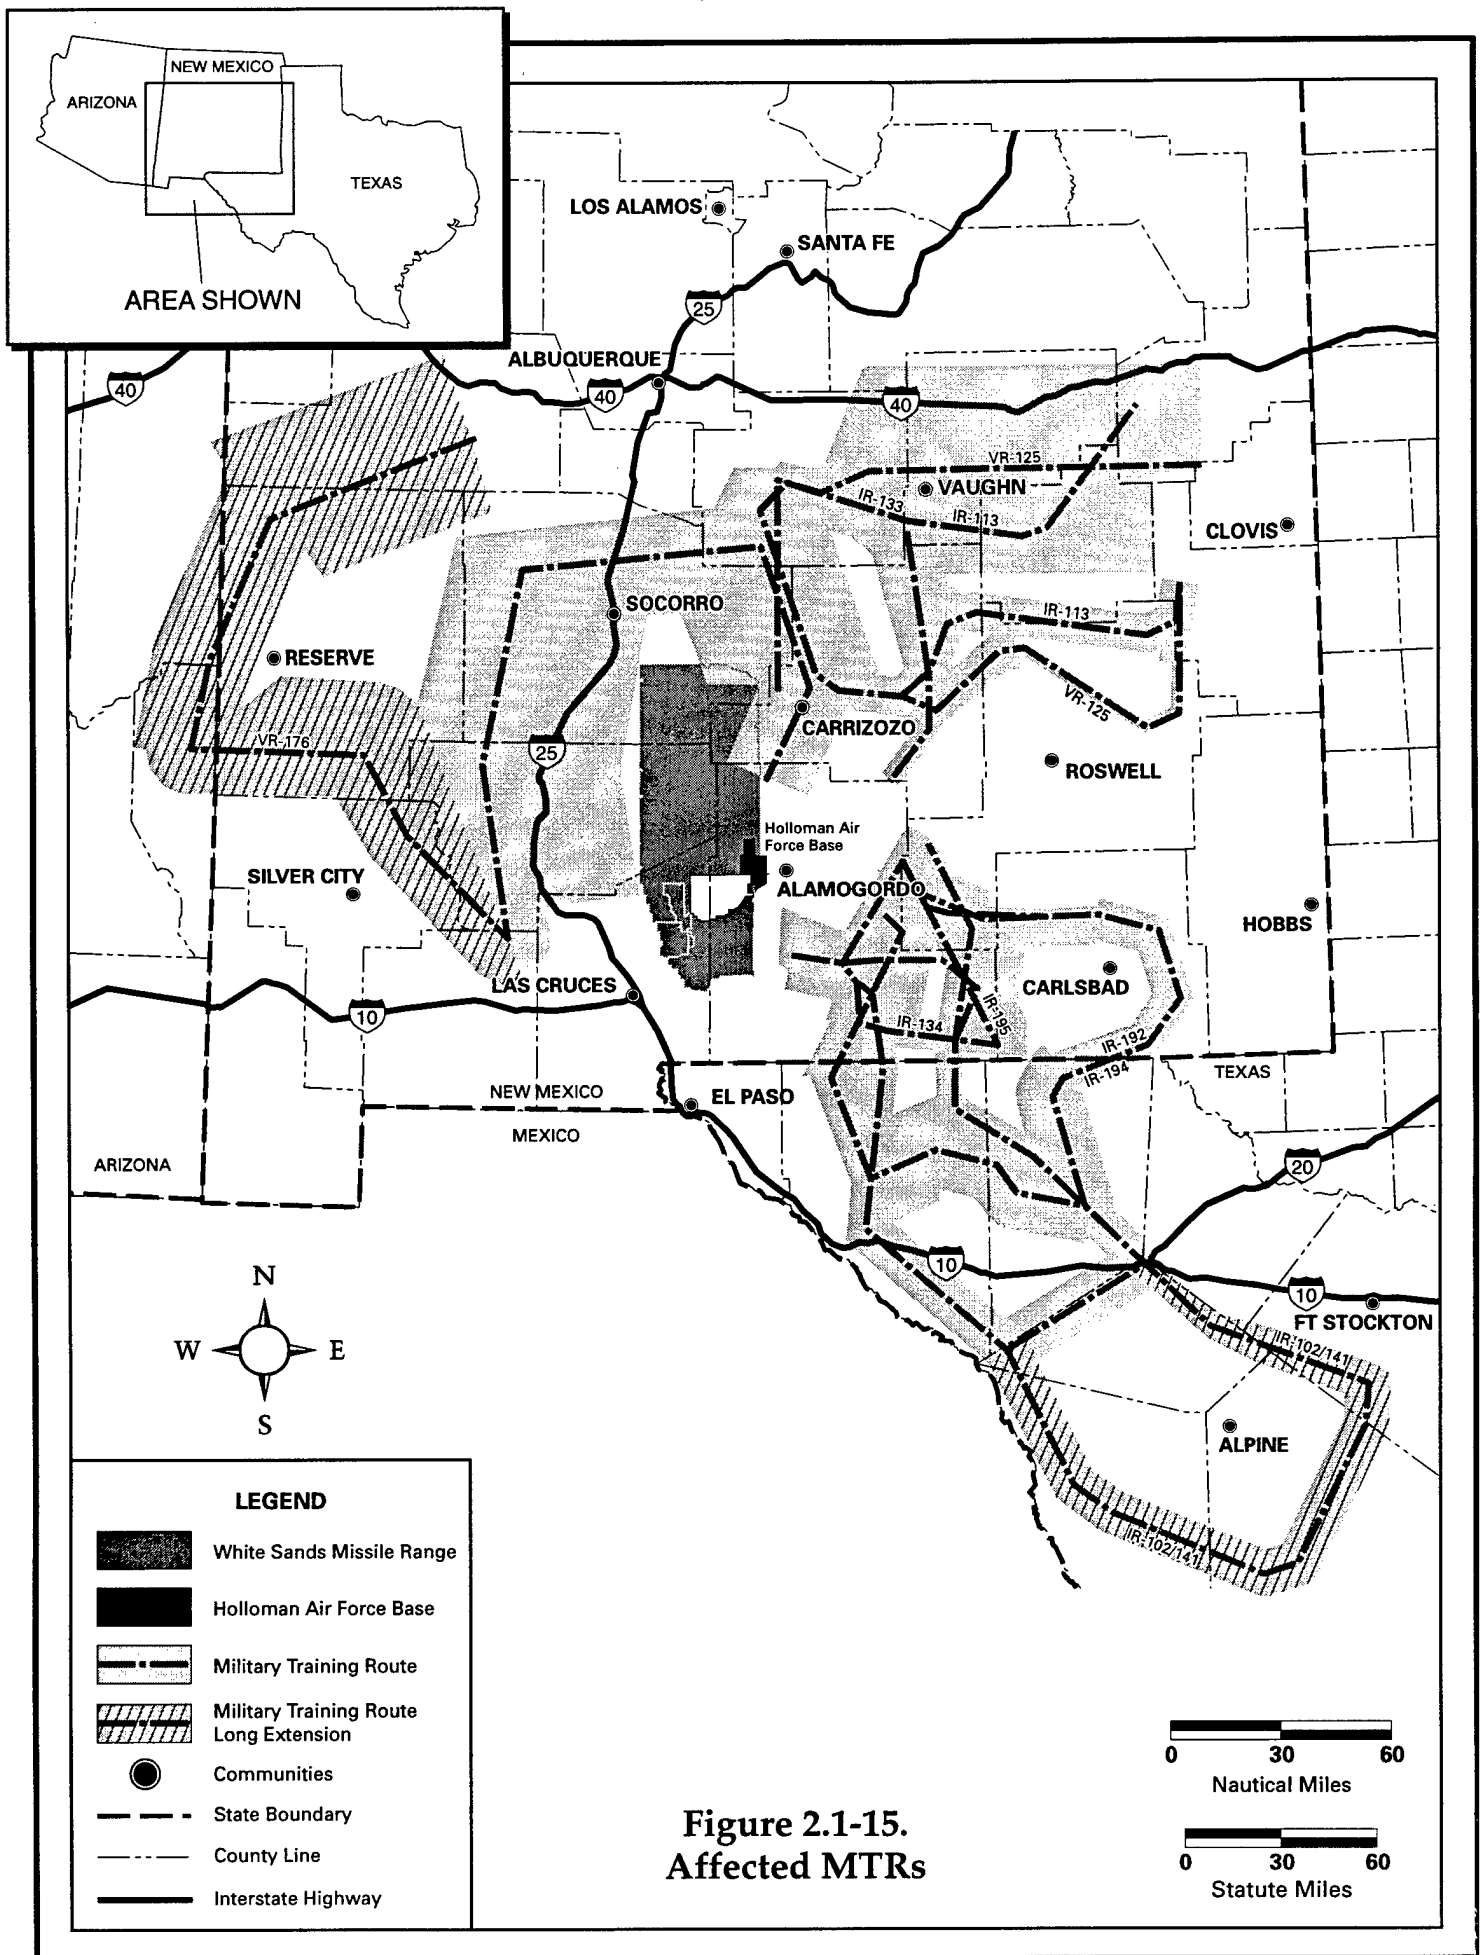 NEW MEXICO
ARIZONA
TEXAS
AREA SHOWN
LOS ALAMOS
SANTA FE
25
ALBUQUERQUE
40
40
40
VR-125
VAUGHN
IR-133
IR-113
CLOVIS
SOCORRO
IR-113
RESERVE
VR-125
CARRIZOZO
VR-176
25
ROSWELL
Holloman Air
Force Base
SILVER CITY
ALAMOGORDO
HOBBS
CARLSBAD
LAS CRUCES
IR-195
10
IR-134
IR-192
IR-194
TEXAS
NEW MEXICO
EL PASO
MEXICO
ARIZONA
20
10
10
FT STOCKTON
IR-102/141
N
W E
S
ALPINE
IR-102/141
LEGEND
White Sands Missile Range
Holloman Air Force Base
Military Training Route
Military Training Route
Long Extension
Communities
State Boundary
County Line
Interstate Highway
0 30 60
Nautical Miles
0 30 60
Statute Miles
Figure 2.1-15.
Affected MTRs